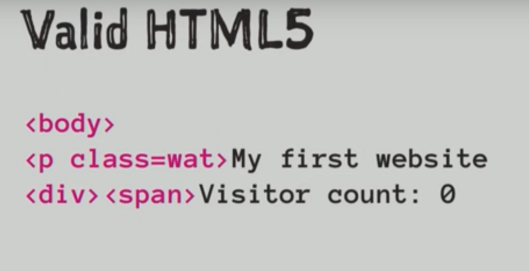 Valid HTML5
<body>
<p class=wat>My first website
<div><span>Visitor count: 0